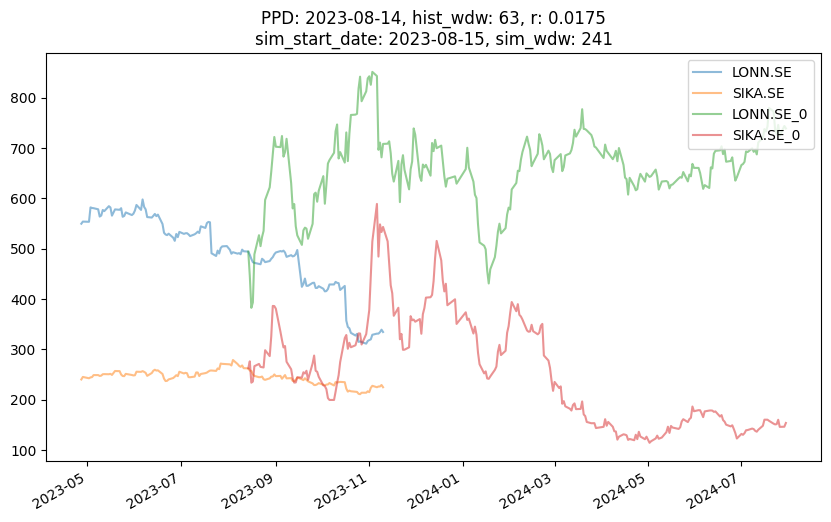 PPD: 2023-08-14, hist_wdw: 63, r: 0.0175
sim_start_date: 2023-08-15, sim_wdw: 241
LONN.SE
SIKA.SE
LONN.SE_0
SIKA.SE_0
800
700
600
500
400
300
200
100
2023-05
2023-07
2023-09
2023-11
2024-01
2024-03
2024-05
2024-07